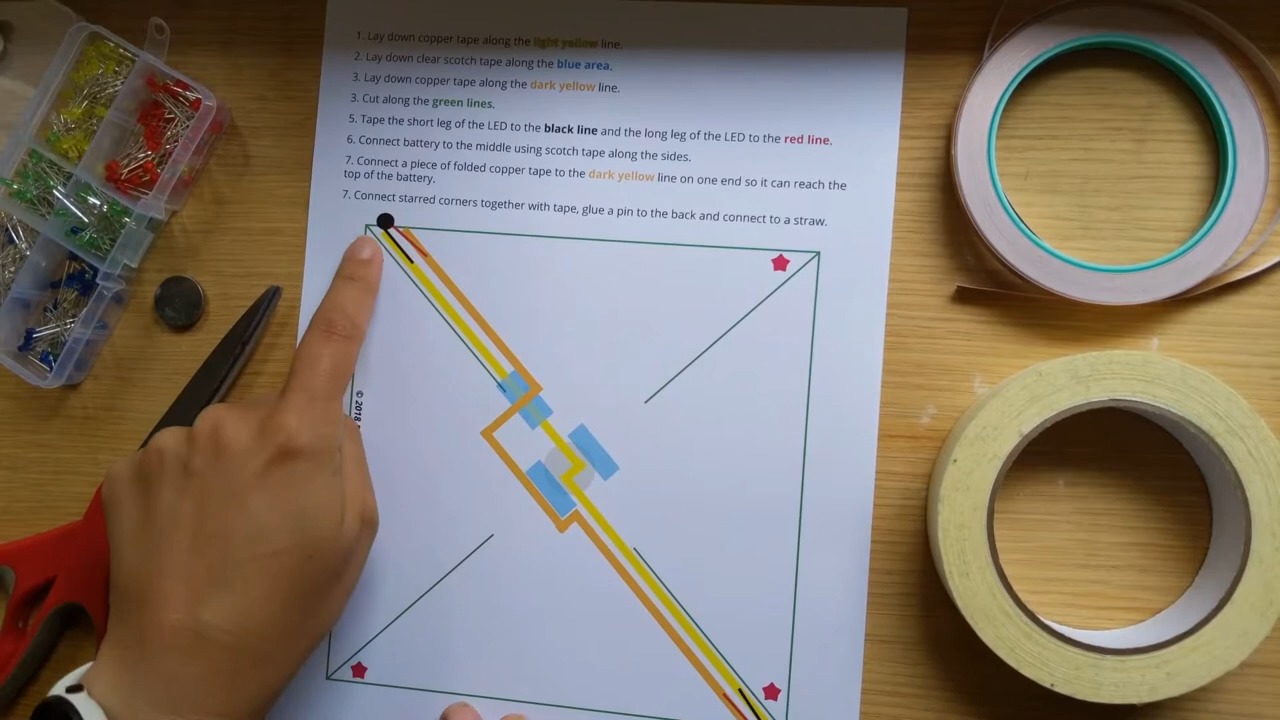 1. Lay down copper tape along the light yellow line.
2. Lay down clear scotch tape along the blue area.
3. Lay down copper tape along the dark yellow line.
3. Cut along the green lines.
5. Tape the short leg of the LED to the black line and the long leg of the LED to the red line.
6. Connect battery to the middle using scotch tape along the sides.
7. Connect a piece of folded copper tape to the dark yellow line on one end so it can reach the
top of the battery.
7. Connect starred corners together with tape, glue a pin to the back and connect to a straw.
© 2018